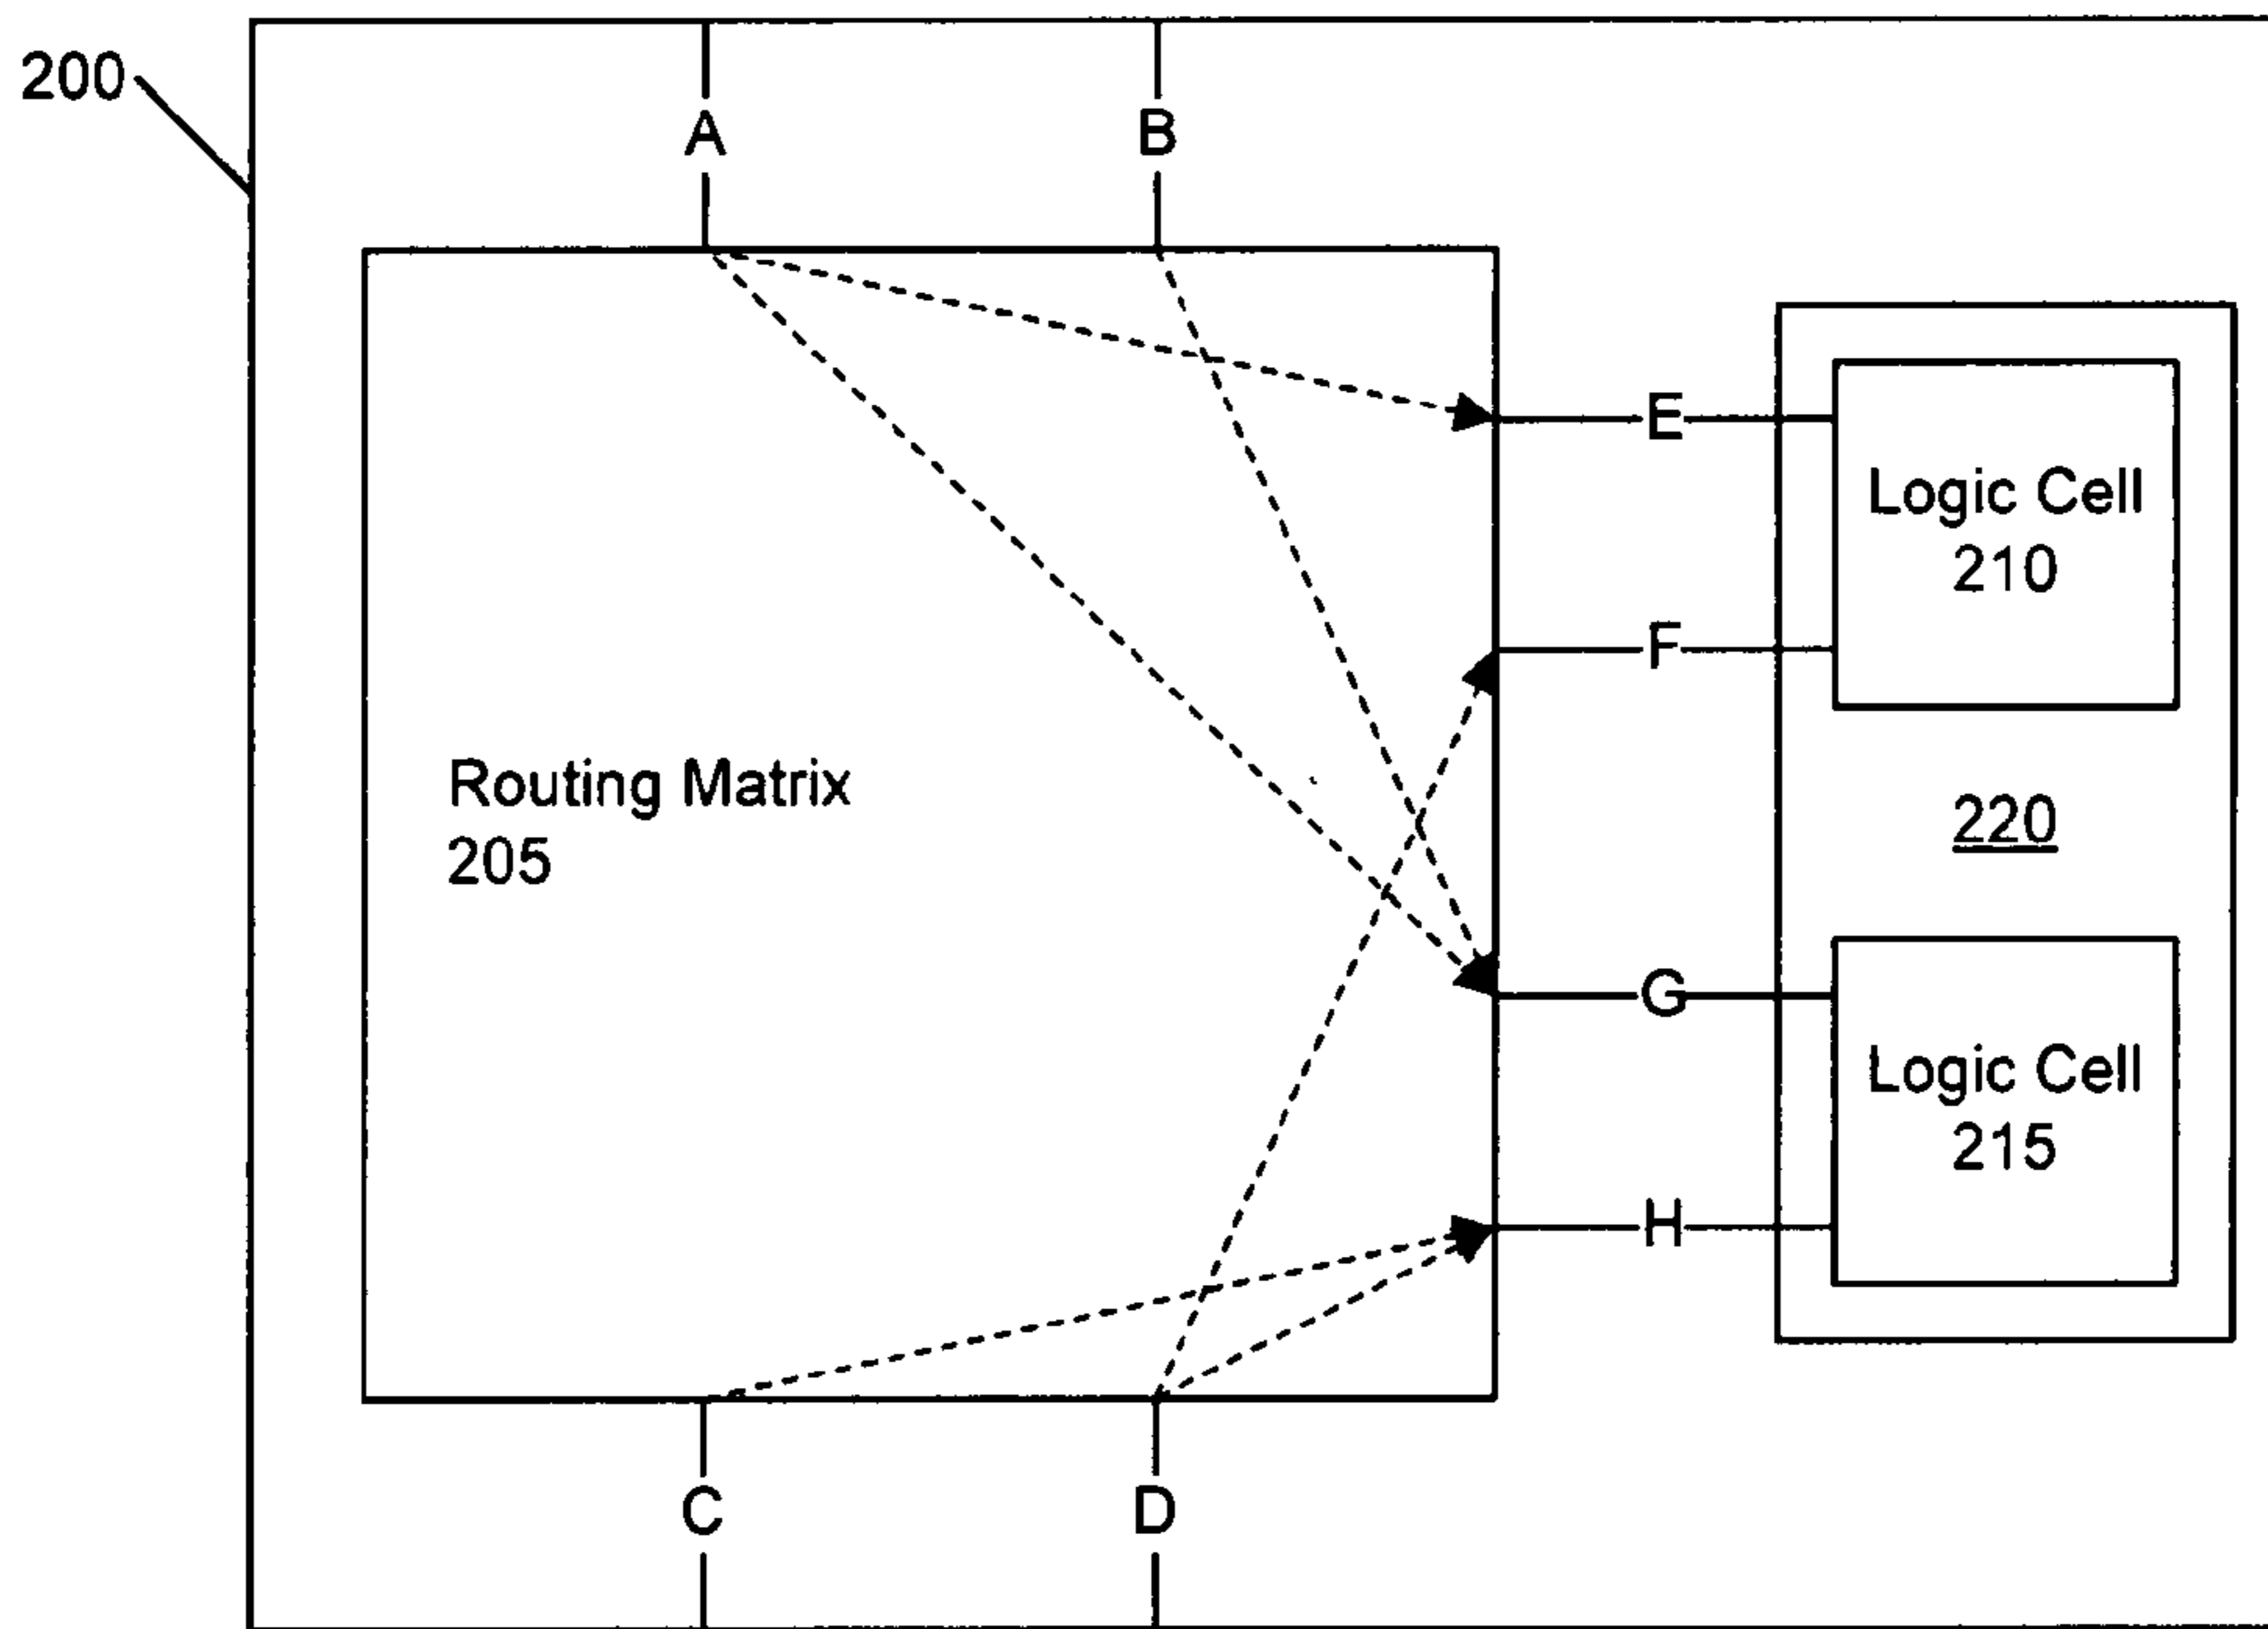 200
A
B
E
Logic Cell
210
F
Routing Matrix
205
220
G
Logic Cell
215
H
C
D